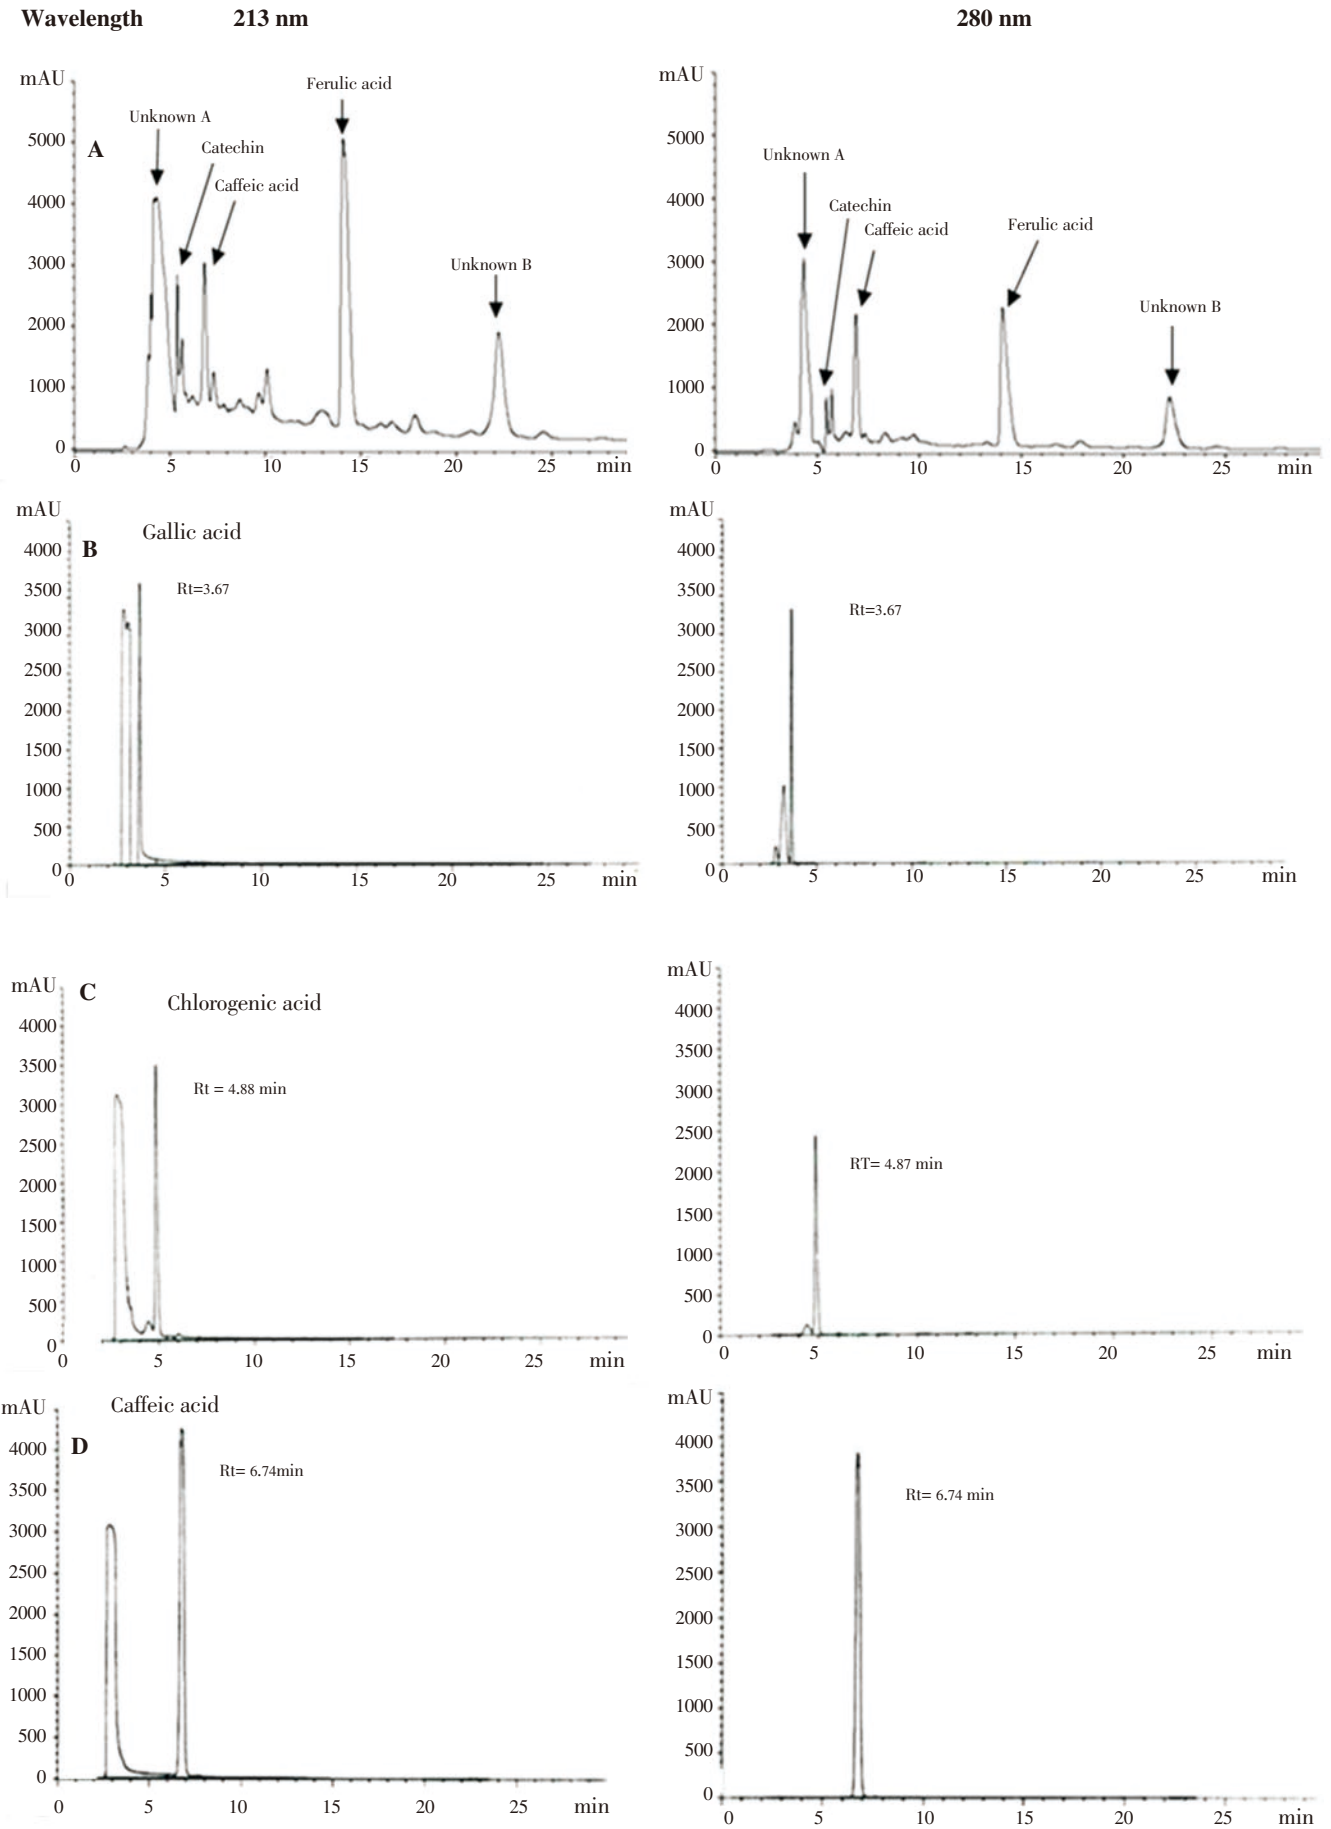 Wavelength 213 nm 280 nm
mAU
A
Unknown A
Catechin
Caffeic acid
Ferulic acid
Unknown B
5000
4000
3000
2000
1000
0
0 5 10 15 20 25 min
mAU
Unknown A
Catechin
Caffeic acid
Ferulic acid
Unknown B
5000
4000
3000
2000
1000
0
0 5 10 15 20 25 min
mAU
B
Gallic acid
Rt=3.67
4000
3500
3000
2500
2000
1500
1000
500
0
0 5 10 15 20 25 min
mAU
Rt=3.67
4000
3500
3000
2500
2000
1500
1000
500
0
0 5 10 15 20 25 min
mAU
C
Chlorogenic acid
Rt = 4.88 min
4000
3500
3000
2500
2000
1500
1000
500
0
0 5 10 15 20 25 min
mAU
RT= 4.87 min
4000
3500
3000
2500
2000
1500
1000
500
0
0 5 10 15 20 25 min
mAU
Caffeic acid
D
Rt= 6.74min
4000
3500
3000
2500
2000
1500
1000
500
0
0 5 10 15 20 25 min
mAU
Rt= 6.74 min
4000
3500
3000
2500
2000
1500
1000
500
0
0 5 10 15 20 25 min